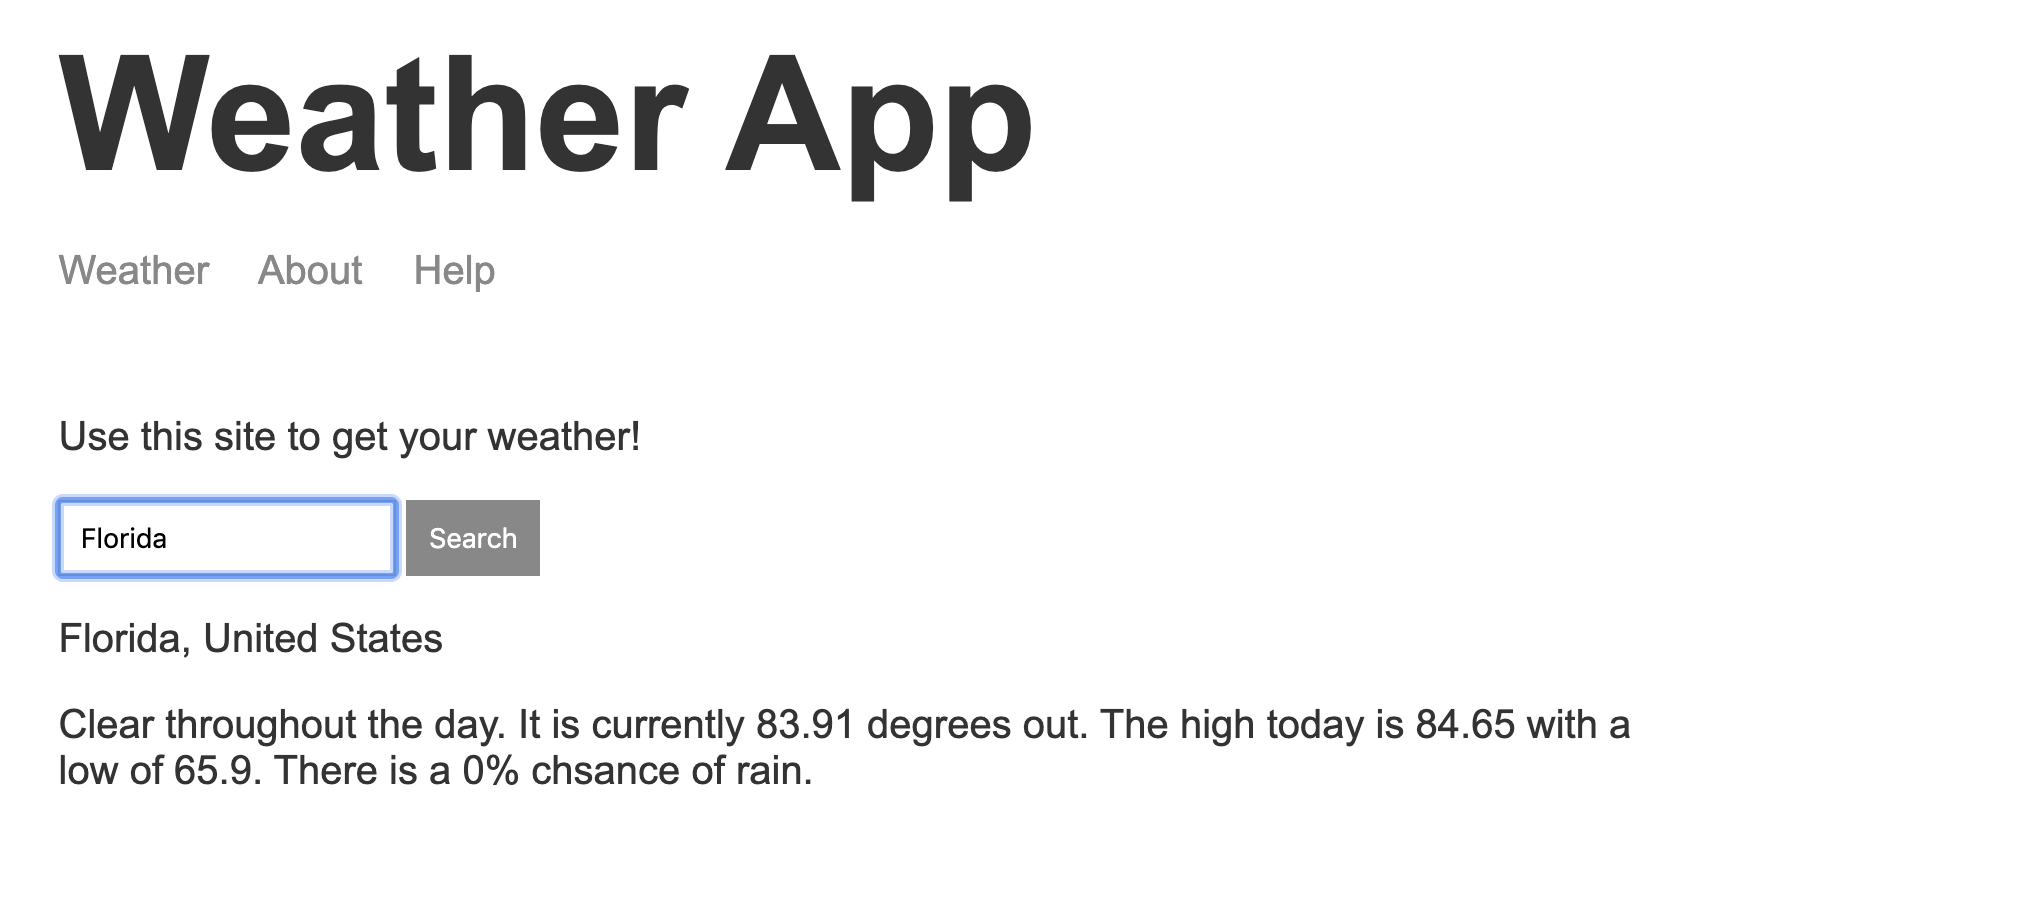 Weather App
Weather About Help
Use this site to get your weather!
Florida Search
Florida, United States
Clear throughout the day. It is currently 83.91 degrees out. The high today is 84.65 with a
low of 65.9. There is a 0% chsance of rain.